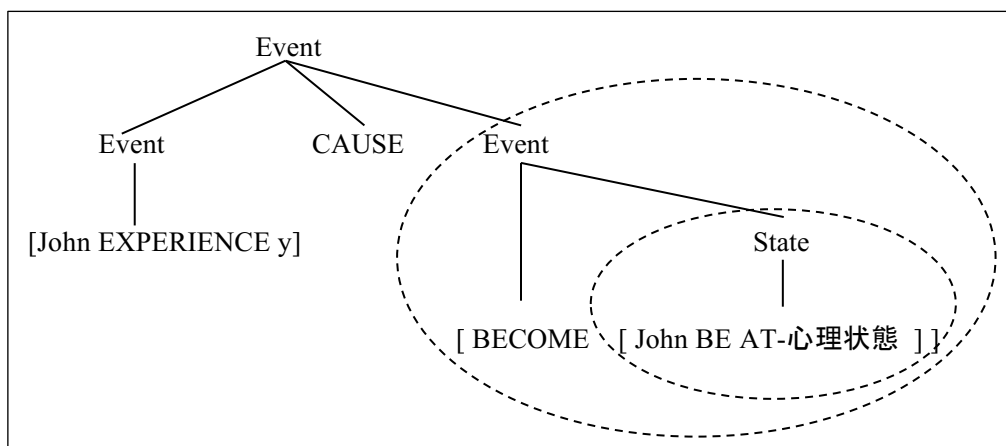 Event
Event CAUSE Event
[John EXPERIENCE y] State
[ BECOME [ John BE AT-心理状態 ] ]